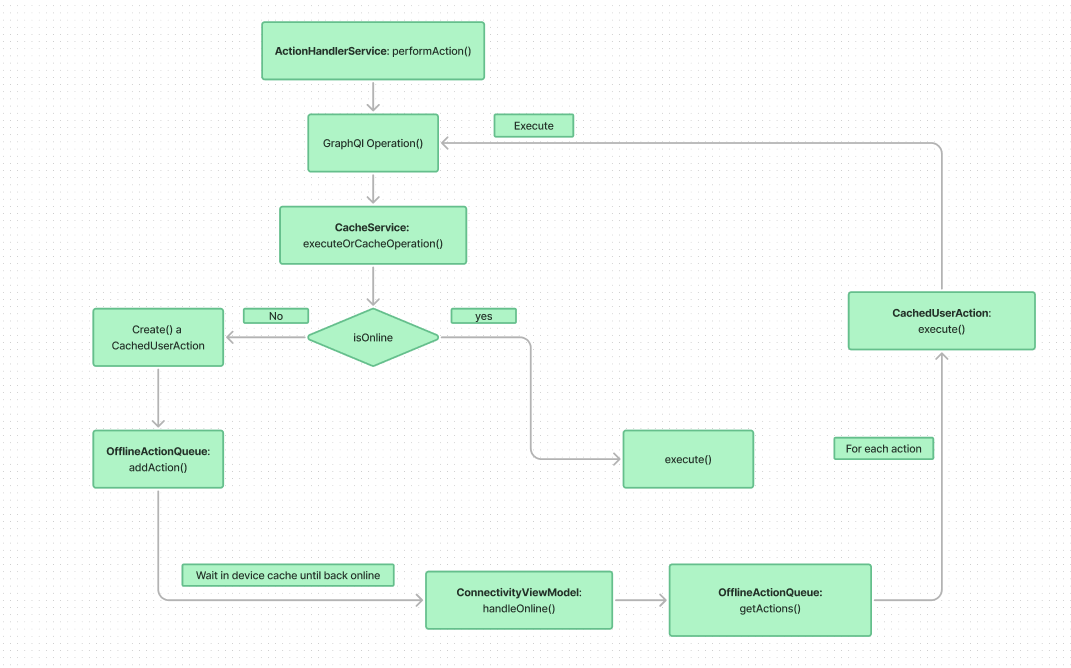 ActionHandlerService: performAction()
GraphQl Operation()
Execute
CacheService:
executeOrCacheOperation()
No
yes
isOnline
Create() a
CachedUserAction
CachedUserAction:
execute()
OfflineActionQueue:
addAction()
execute()
For each action
Wait in device cache until back online
ConnectivityViewModel:
handleOnline()
OfflineActionQueue:
getActions()